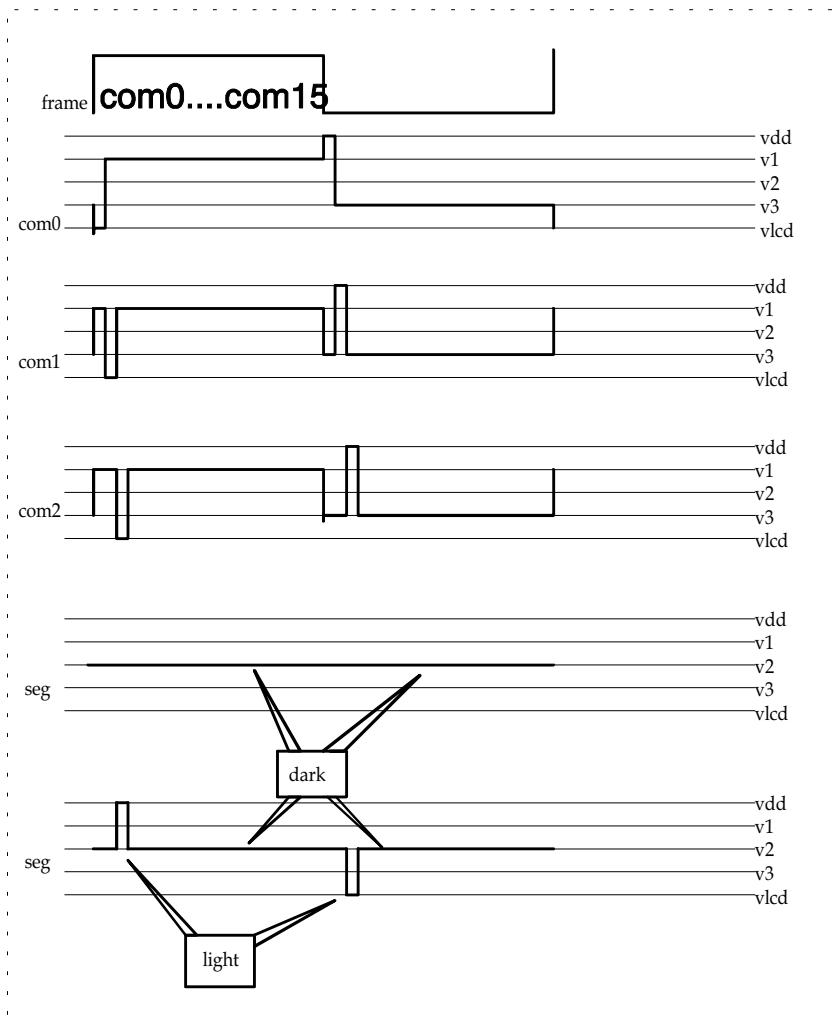 frame com0....com15
vdd
v1
v2
v3
com0 vlcd
vdd
v1
v2
com1 v3
vlcd
vdd
v1
v2
com2 v3
vlcd
vdd
v1
v2
seg v3
vlcd
dark
vdd
v1
seg v2
v3
vlcd
light